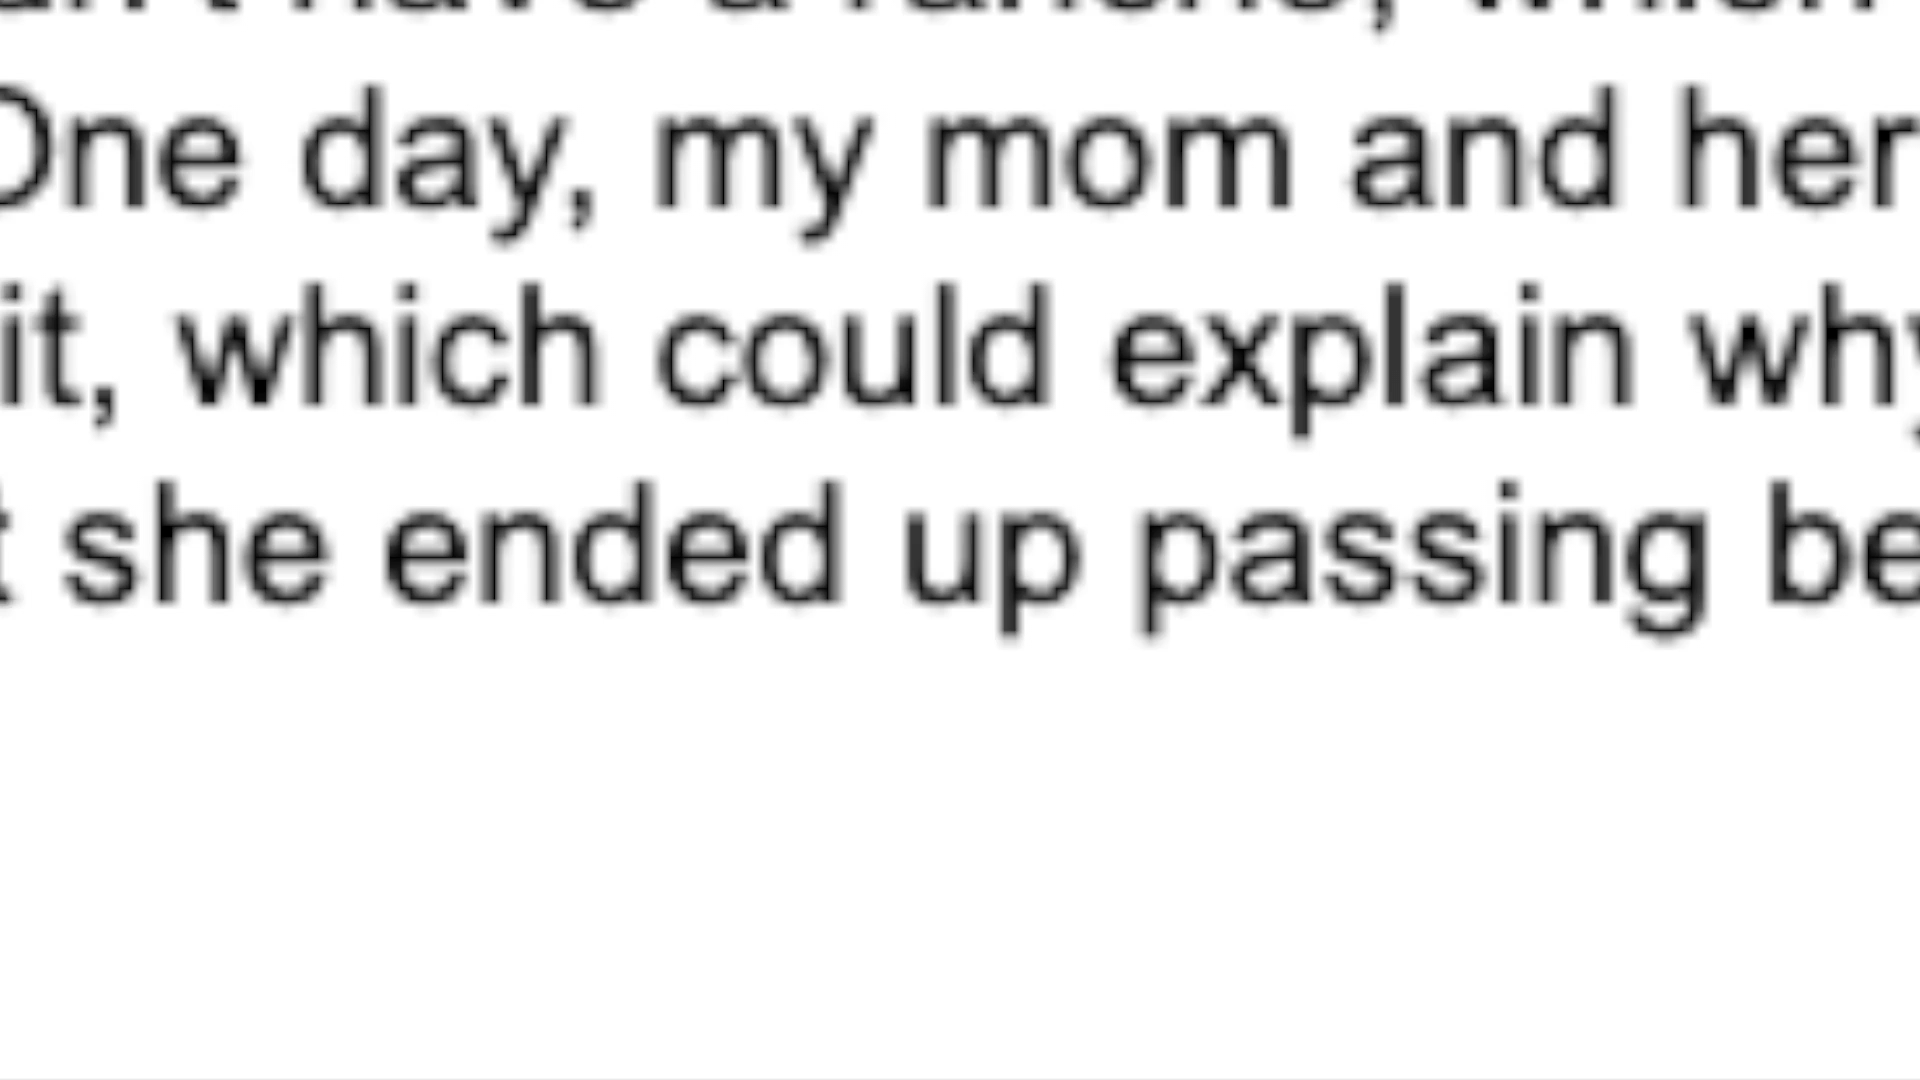 One day, my mom and her
it, which could explain why
she ended up passing be